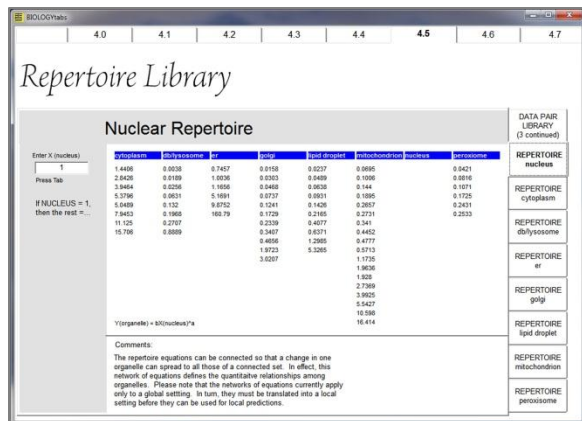 BIOLOGYtabs
4.0 4.1 4.2 4.3 4.4 4.5 4.6 4.7
Repertoire Library
DATA PAIR
LIBRARY
(3 continued)
Nuclear Repertoire
Enter X (nucleus)
1
Press Tab
If NUCLEUS = 1,
then the rest =...
cytoplasm db/lysosome er golgi lipid droplet mitochondrion nucleus peroxiome
1.4406 0.0038 0.7457 0.0158 0.0237 0.0695 0.0421
2.8426 0.0189 1.0036 0.0303 0.0489 0.1006 0.0816
3.9464 0.0256 1.1658 0.0468 0.0638 0.144 0.1071
5.3796 0.0631 5.1691 0.0737 0.0931 0.1895 0.1725
5.0489 0.132 9.8752 0.1241 0.1426 0.2657 0.2431
7.9453 0.1968 160.79 0.1729 0.2165 0.2731 0.2533
11.125 0.2707 0.2339 0.4077 0.341
15.706 0.8889 0.3407 0.6371 0.4452
0.4656 1.2985 0.4777
1.9723 5.3265 0.5713
3.0207 1.1735
1.9636
1.928
2.7369
3.9925
5.5427
10.598
16.414
Y(organelle) = bX(nucleus)^a
Comments:
The repertoire equations can be connected so that a change in one
organelle can spread to all those of a connected set. In effect, this
network of equations defines the quantitaitve relationships among
organelles. Please note that the networks of equations currently apply
only to a global settting. In turn, they must be translated into a local
setting before they can be used for local predictions.
REPERTOIRE
nucleus
REPERTOIRE
cytoplasm
REPERTOIRE
db/lysosome
REPERTOIRE
er
REPERTOIRE
golgi
REPERTOIRE
lipid droplet
REPERTOIRE
mitochondrion
REPERTOIRE
peroxisome